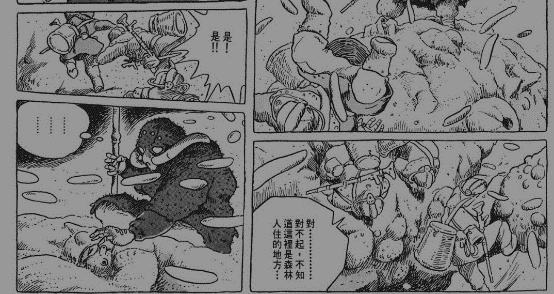 對…………
對不起，不知
道這裡是森林
人住的地方…
是！
是！！
………